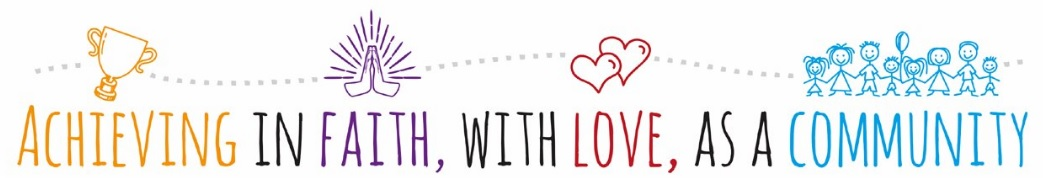 ACHIEVING IN FAITH, WITH LOVE, AS A COMMUNITY